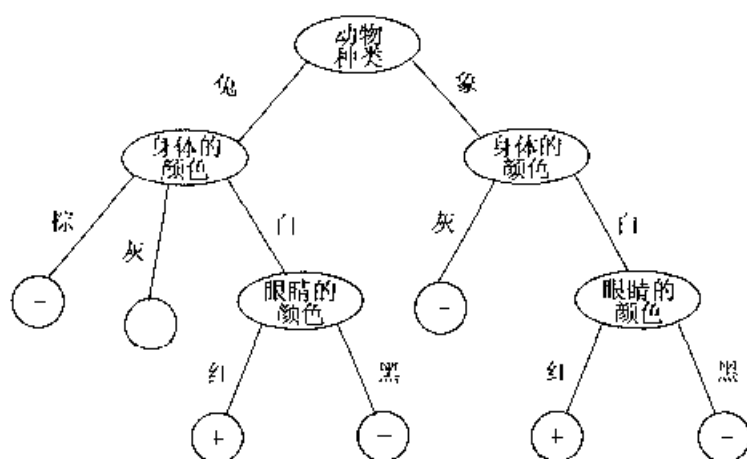 动物
种类
兔
象
身体的
颜色
身体的
颜色
棕
灰
白
灰
白
眼睛的
颜色
眼睛的
颜色
-
-
红
黑
红
黑
+
-
+
-